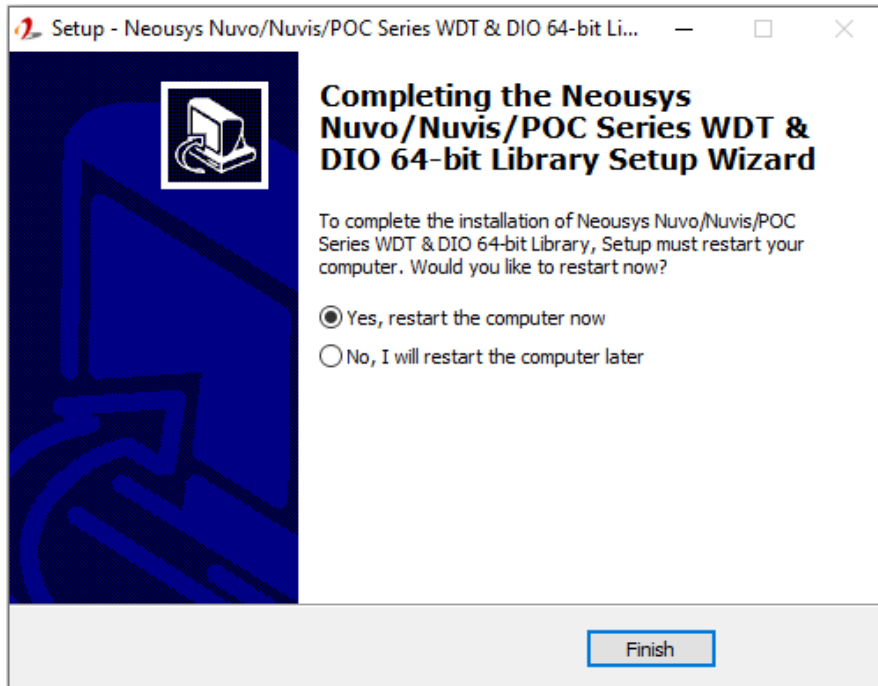 Setup - Neousys Nuvo/Nuvis/POC Series WDT & DIO 64-bit Li...
Completing the Neousys
Nuvo/Nuvis/POC Series WDT &
DIO 64-bit Library Setup Wizard
To complete the installation of Neousys Nuvo/Nuvis/POC
Series WDT & DIO 64-bit Library, Setup must restart your
computer. Would you like to restart now?
Yes, restart the computer now
No, I will restart the computer later
Finish